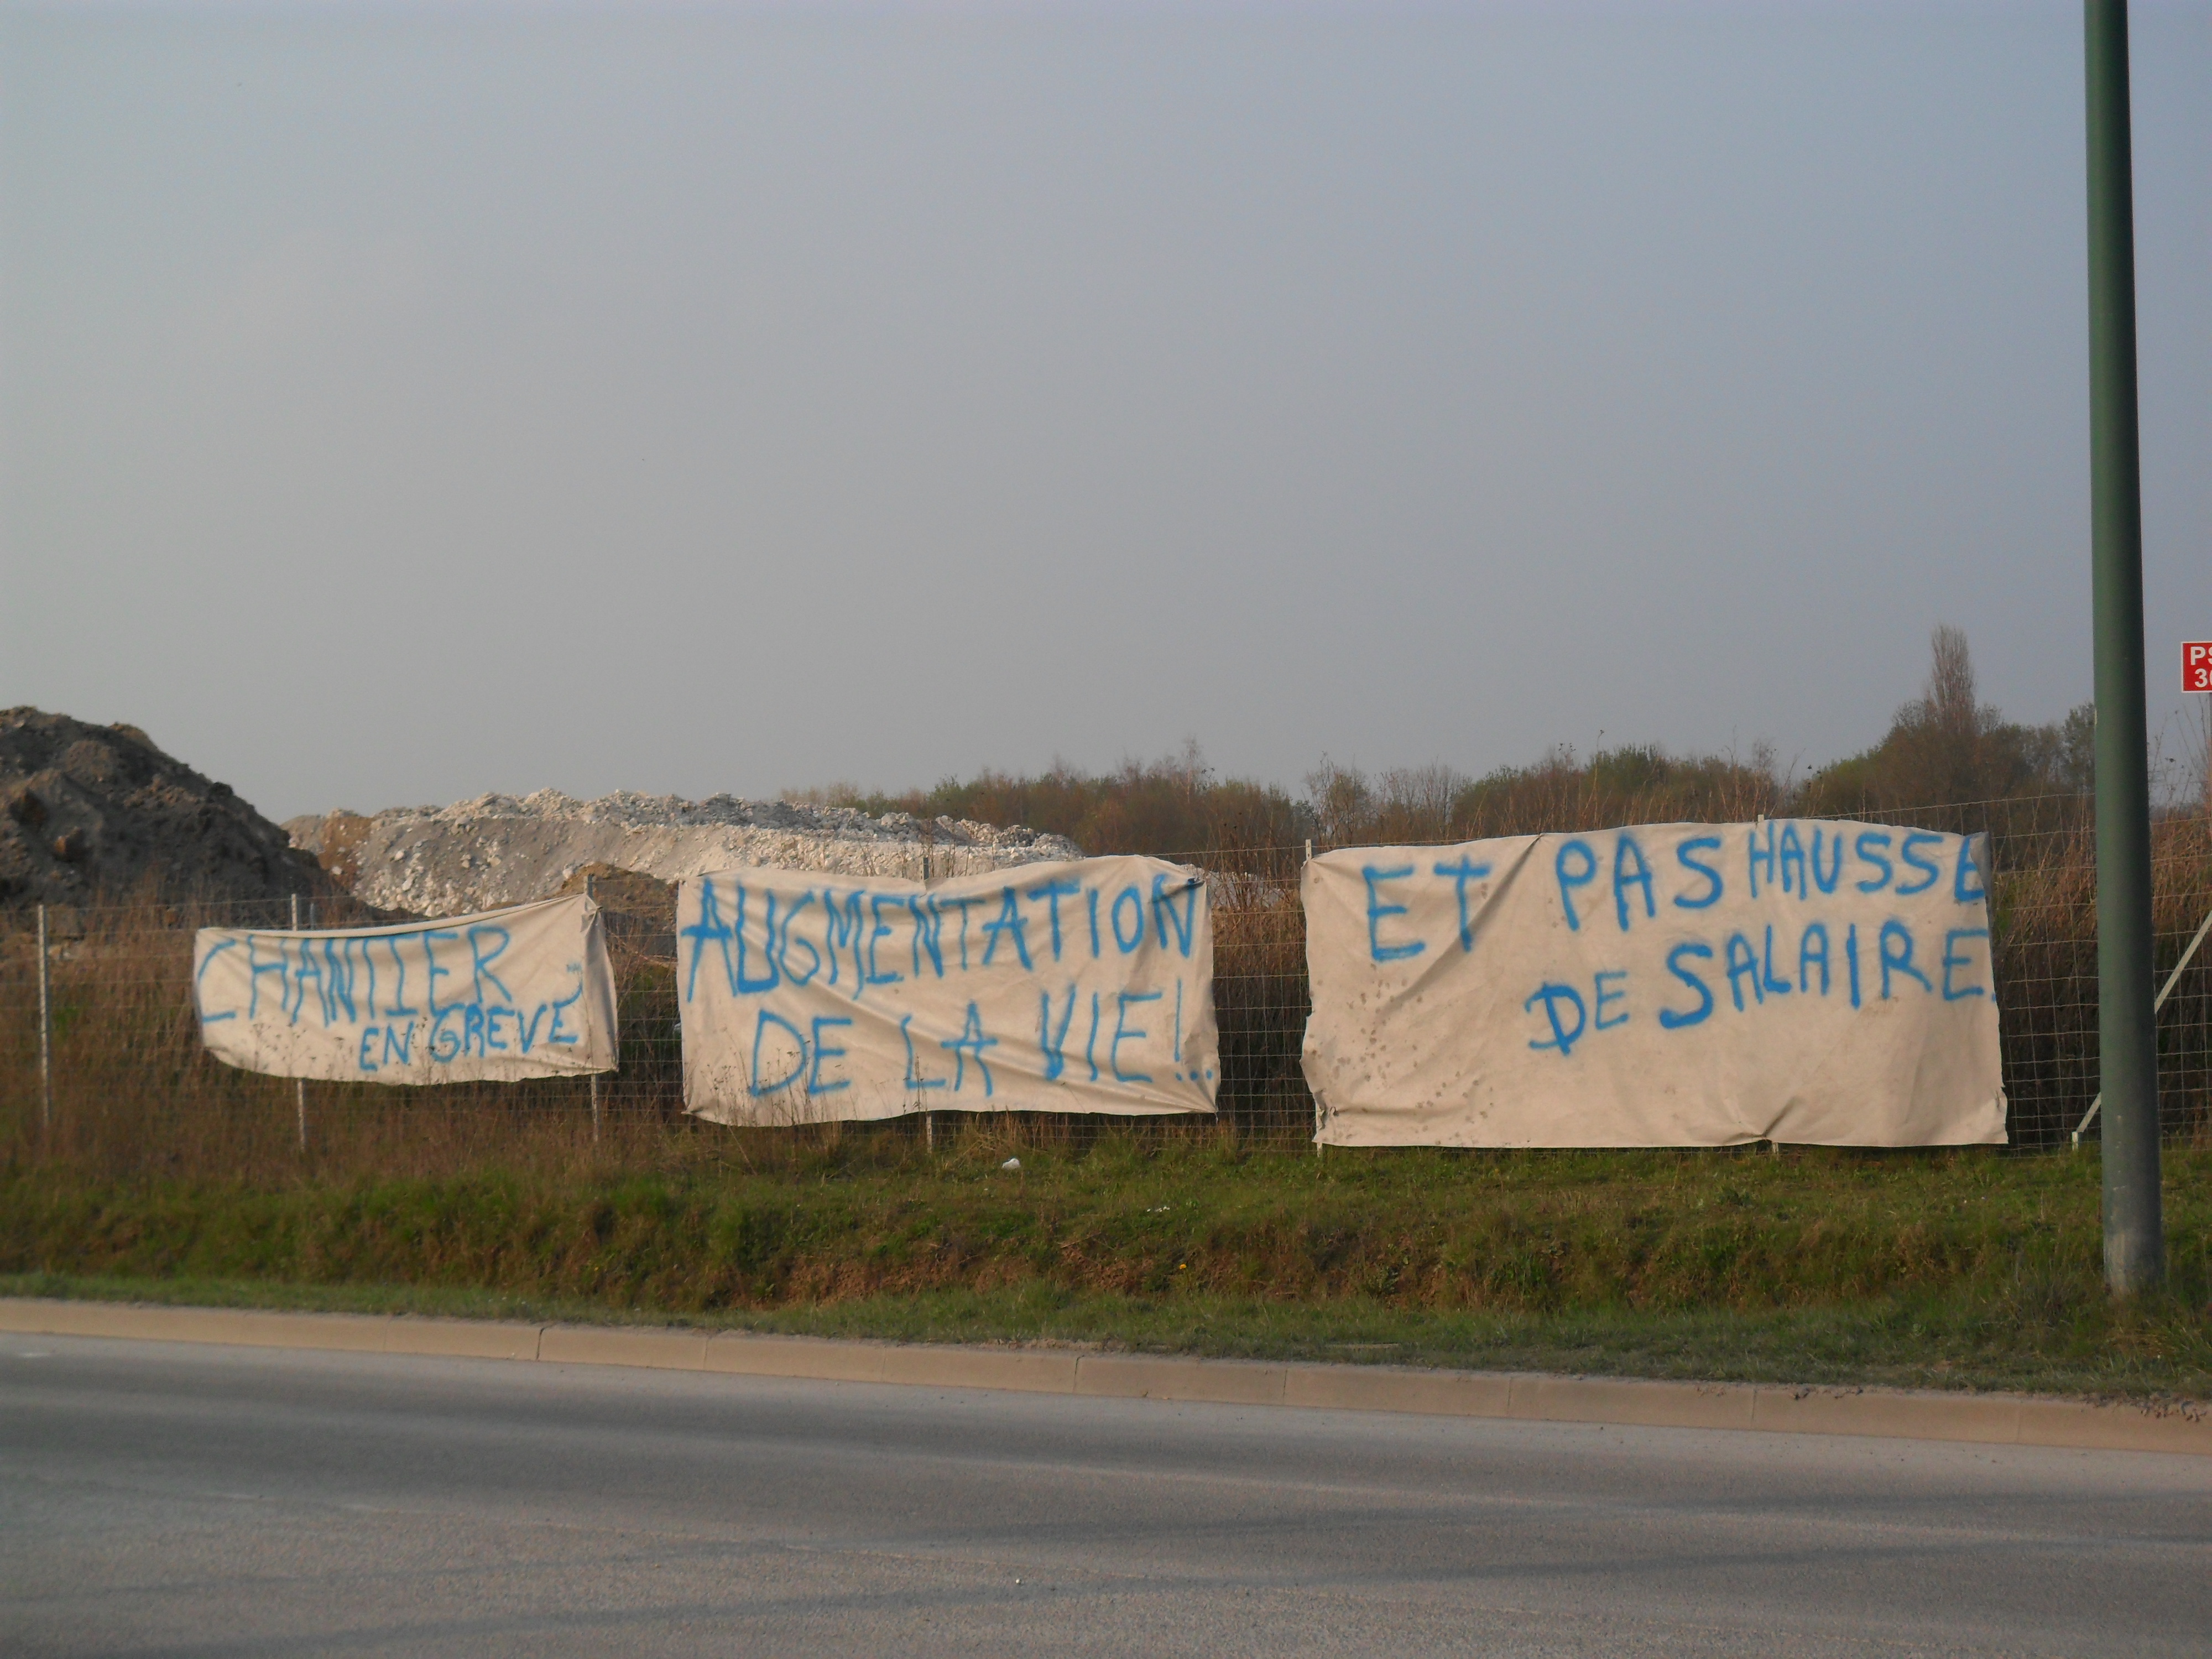 CHANTIER
EN GREVE
AUGMENTATION
DE LA VIE!..
ET PAS HAUSSE
DE SALAIRE.